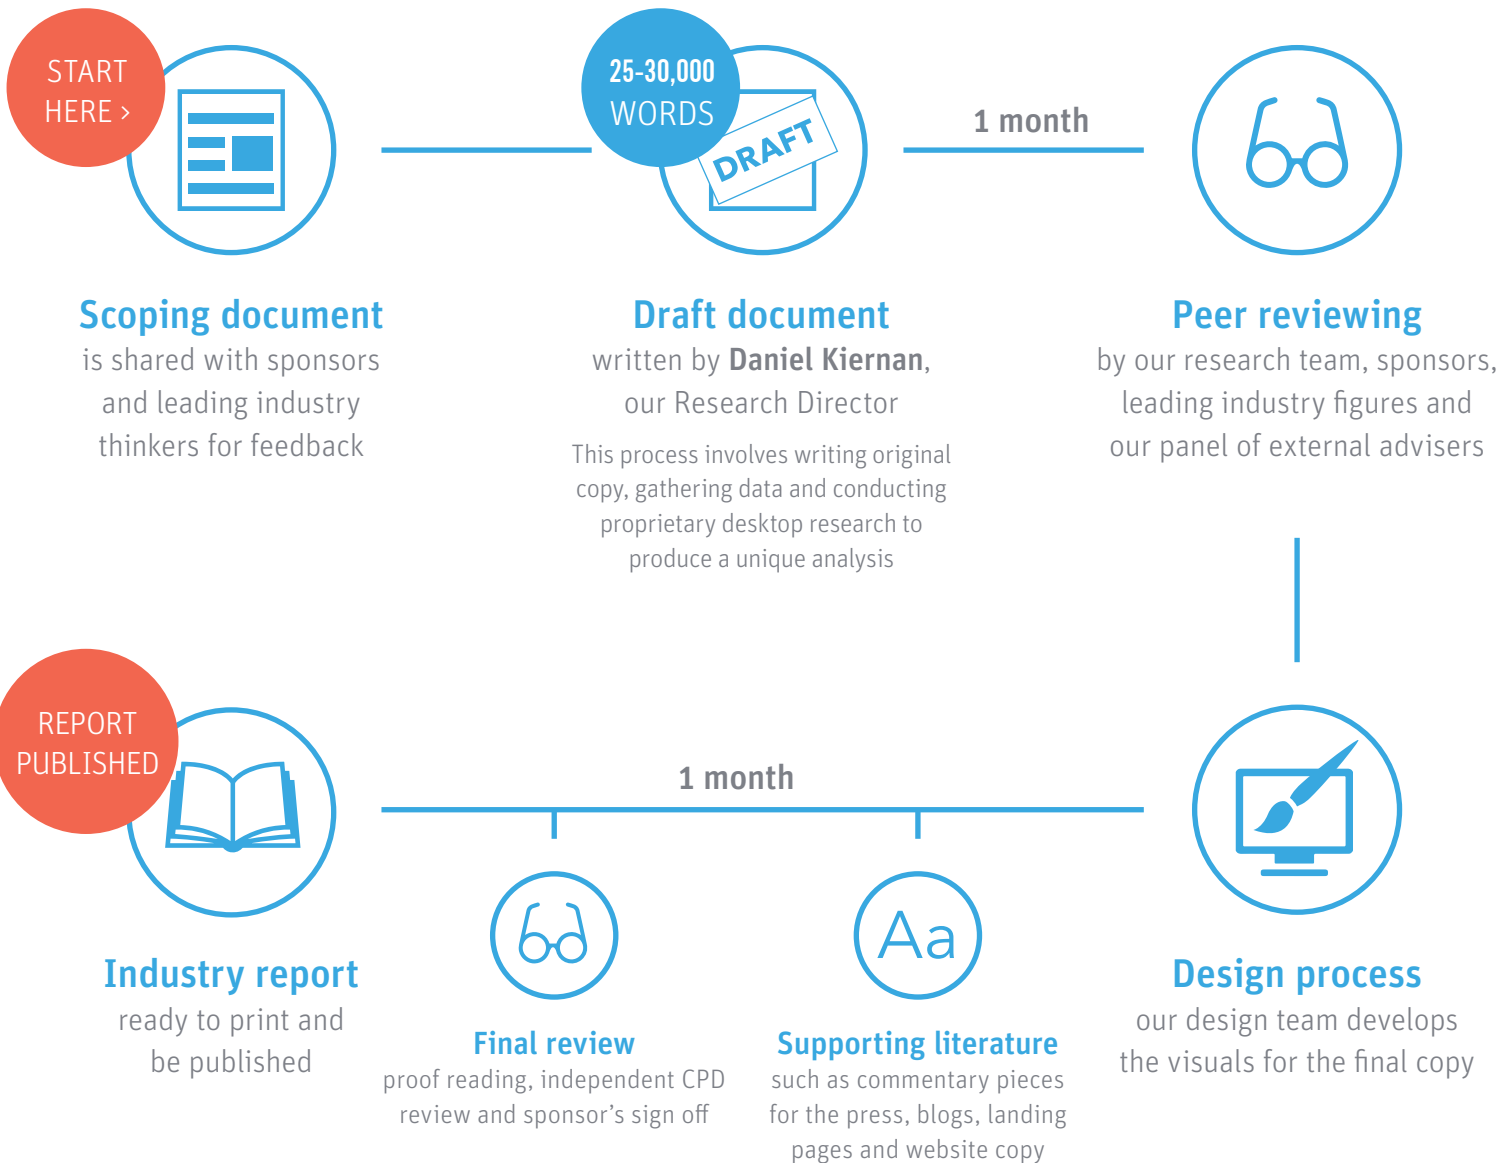 START
HERE >
25-30,000
WORDS
DRAFT
1 month
Scoping document
is shared with sponsors
and leading industry
thinkers for feedback
Draft document
written by Daniel Kiernan,
our Research Director
This process involves writing original
copy, gathering data and conducting
proprietary desktop research to
produce a unique analysis
Peer reviewing
by our research team, sponsors,
leading industry figures and
our panel of external advisers
REPORT
PUBLISHED
1 month
Industry report
ready to print and
be published
Final review
proof reading, independent CPD
review and sponsor’s sign off
Aa
Supporting literature
such as commentary pieces
for the press, blogs, landing
pages and website copy
Design process
our design team develops
the visuals for the final copy